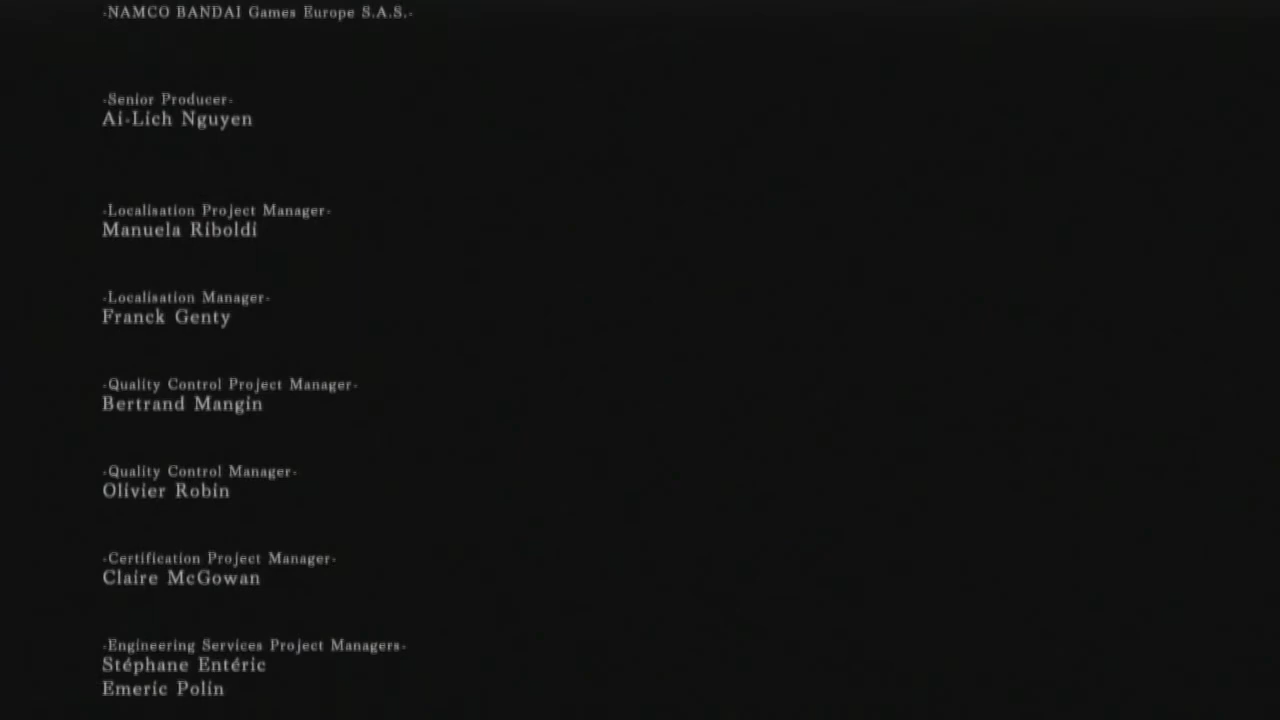 -NAMCO BANDAI Games Europe S.A.S.-
-Senior Producer-
Ai-Lich Nguyen
-Localisation Project Manager-
Manuela Riboldi
-Localisation Manager-
Franck Genty
-Quality Control Project Manager-
Bertrand Mangin
-Quality Control Manager-
Olivier Robin
-Certification Project Manager-
Claire McGowan
-Engineering Services Project Managers-
Stéphane Entéric
Emeric Polin